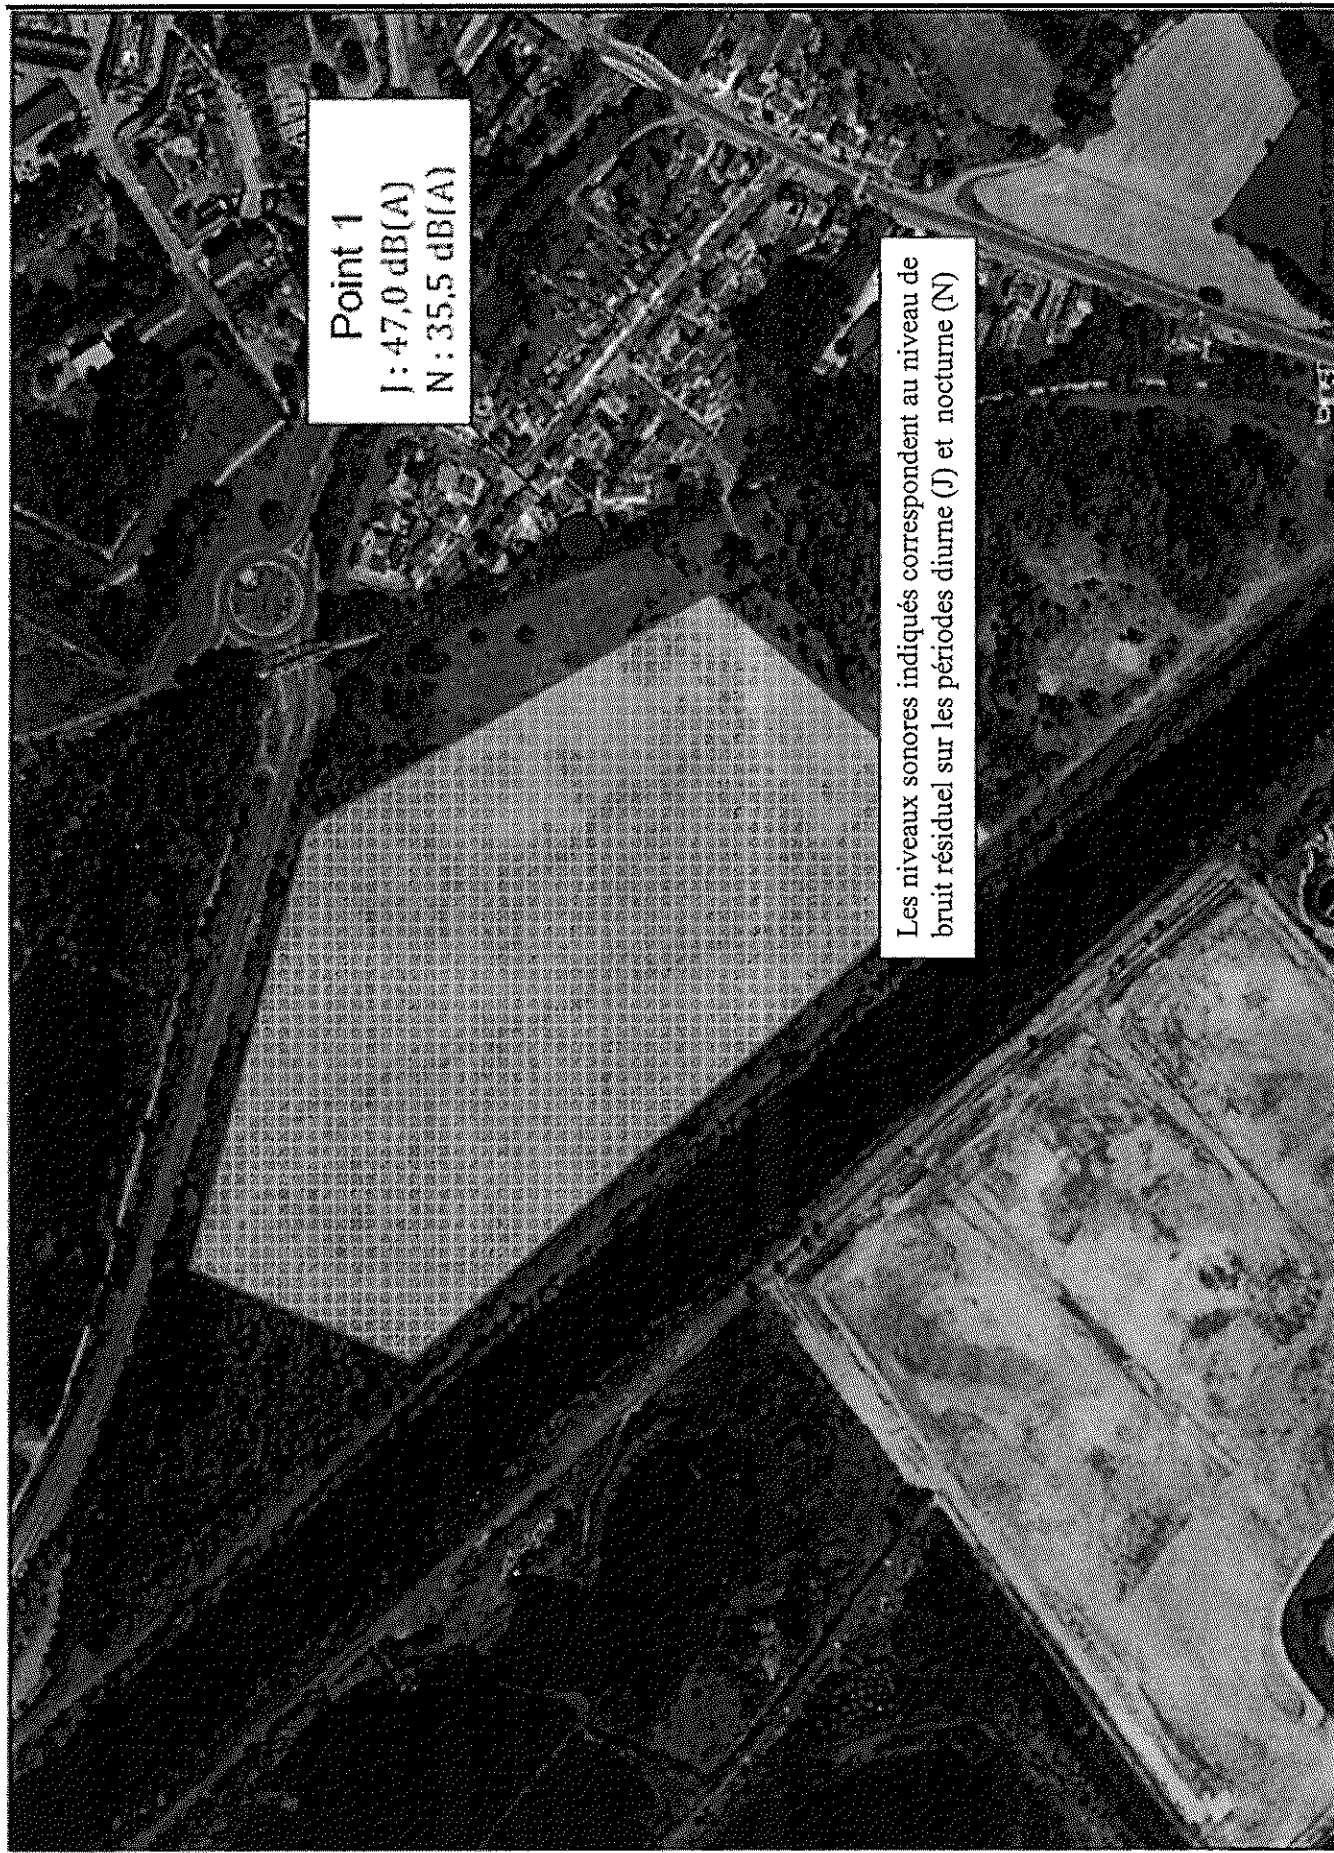 Point 1
J : 47,0 dB(A)
N : 35,5 dB(A)
Les niveaux sonores indiqués correspondent au niveau de
bruit résiduel sur les périodes diurne (J) et nocturne (N)